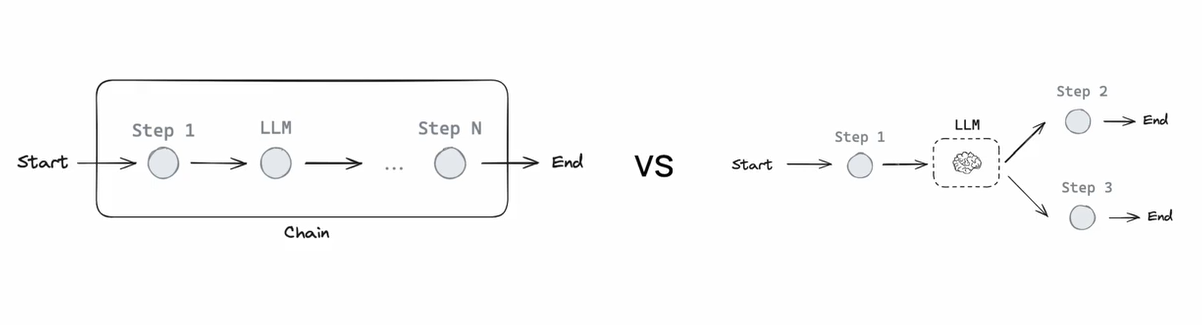 Step 1
LLM
Step N
Start
...
End
Chain
VS
Step 2
End
LLM
Step 1
Start
Step 3
End